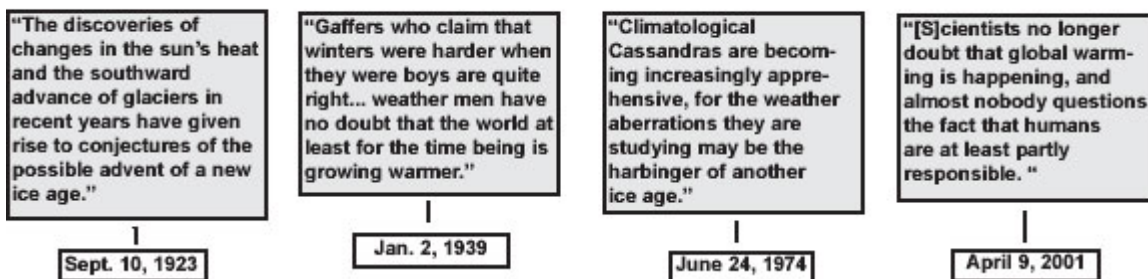 “The discoveries of
changes in the sun’s heat
and the southward
advance of glaciers in
recent years have given
rise to conjectures of the
possible advent of a new
ice age.”
Sept. 10, 1923
“Gaffers who claim that
winters were harder when
they were boys are quite
right... weather men have
no doubt that the world at
least for the time being is
growing warmer.”
Jan. 2, 1939
“Climatological
Cassandras are becom-
ing increasingly appre-
hensive, for the weather
aberrations they are
studying may be the
harbinger of another
ice age.”
June 24, 1974
“[S]cientists no longer
doubt that global warm-
ing is happening, and
almost nobody questions
the fact that humans
are at least partly
responsible. “
April 9, 2001